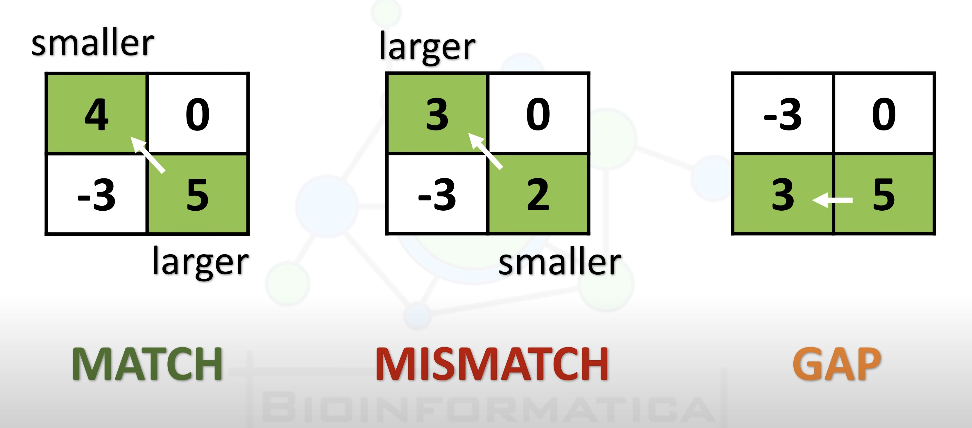 smaller
larger
4 0
3 0
-3 0
-3 5
-3 2
3 5
larger
smaller
MATCH
MISMATCH
GAP
BIOINFORMATICA